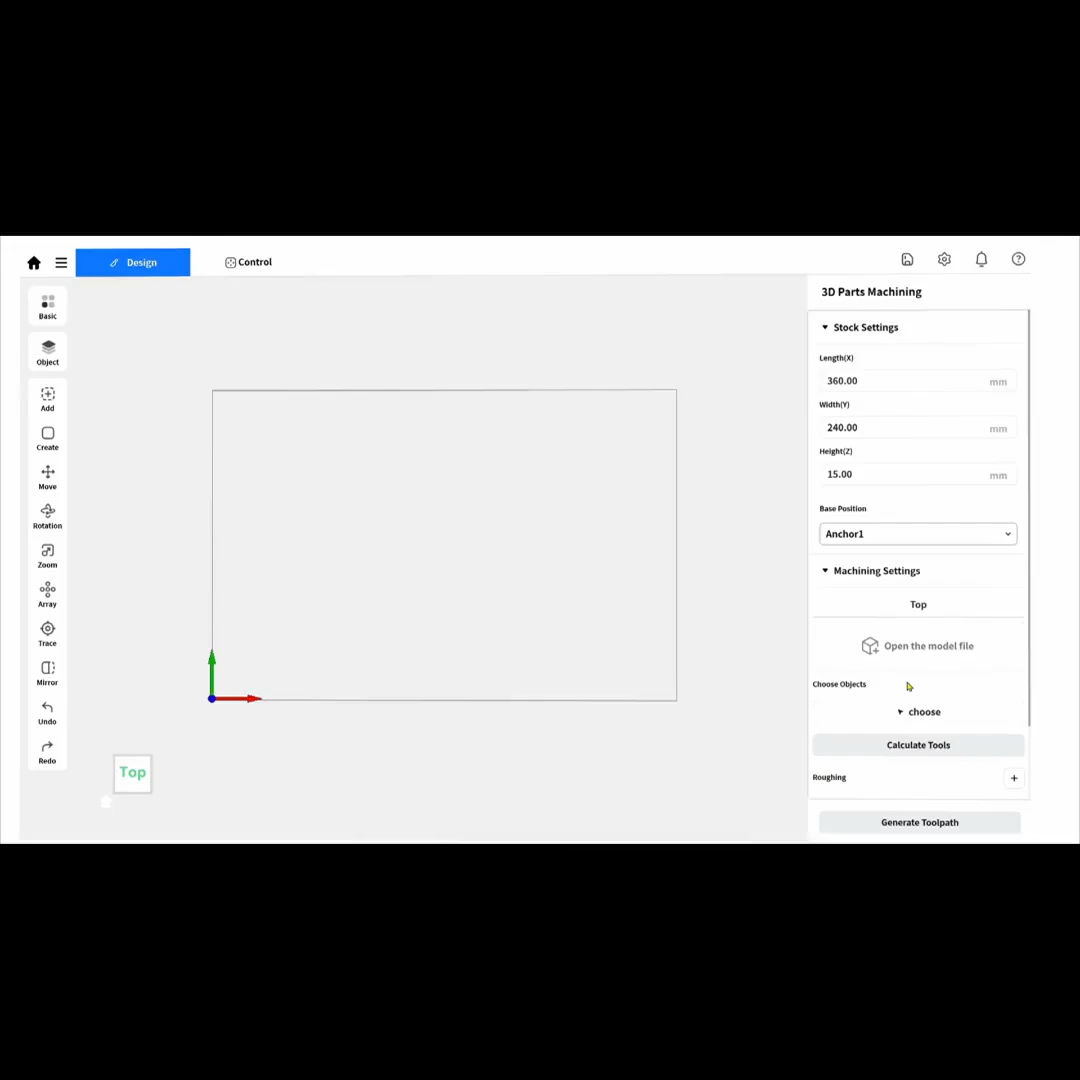 Design
Control
3D Parts Machining
Basic
Stock Settings
Object
Length(X)
360.00 mm
Add
Width(Y)
240.00 mm
Create
Height(Z)
15.00 mm
Move
Base Position
Rotation
Anchor1
Zoom
Machining Settings
Array
Top
Trace
Open the model file
Mirror
Choose Objects
choose
Undo
Calculate Tools
Redo
Top
Roughing
Generate Toolpath